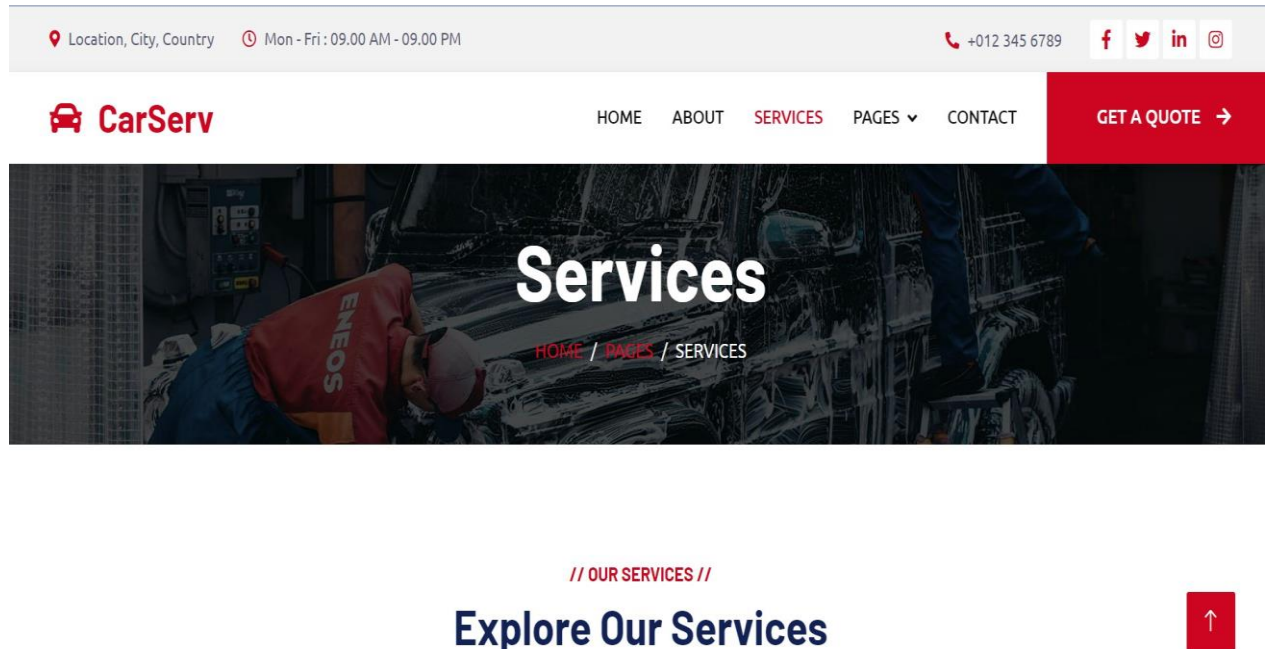 Location, City, Country Mon - Fri : 09.00 AM - 09.00 PM +012 345 6789 f in
CarServ HOME ABOUT SERVICES PAGES CONTACT GET A QUOTE →
ENEOS
Services
HOME / PAGES / SERVICES
// OUR SERVICES //
Explore Our Services
↑